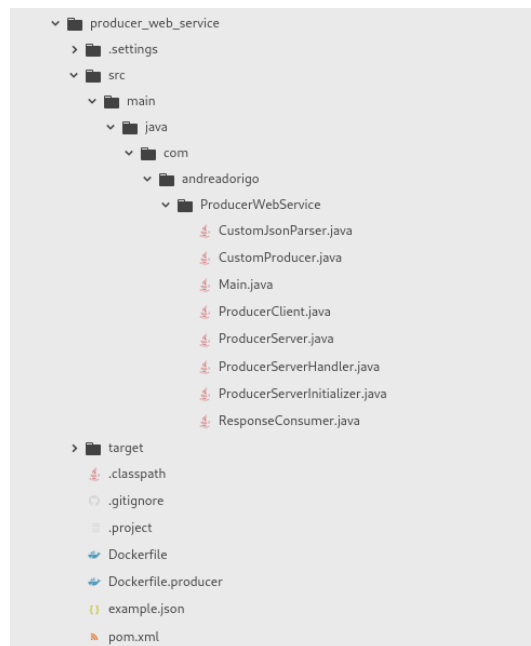 producer_web_service
.settings
src
main
java
com
andreadorigo
ProducerWebService
CustomJsonParser.java
CustomProducer.java
Main.java
ProducerClient.java
ProducerServer.java
ProducerServerHandler.java
ProducerServerInitializer.java
ResponseConsumer.java
target
.classpath
.gitignore
.project
Dockerfile
Dockerfile.producer
example.json
pom.xml